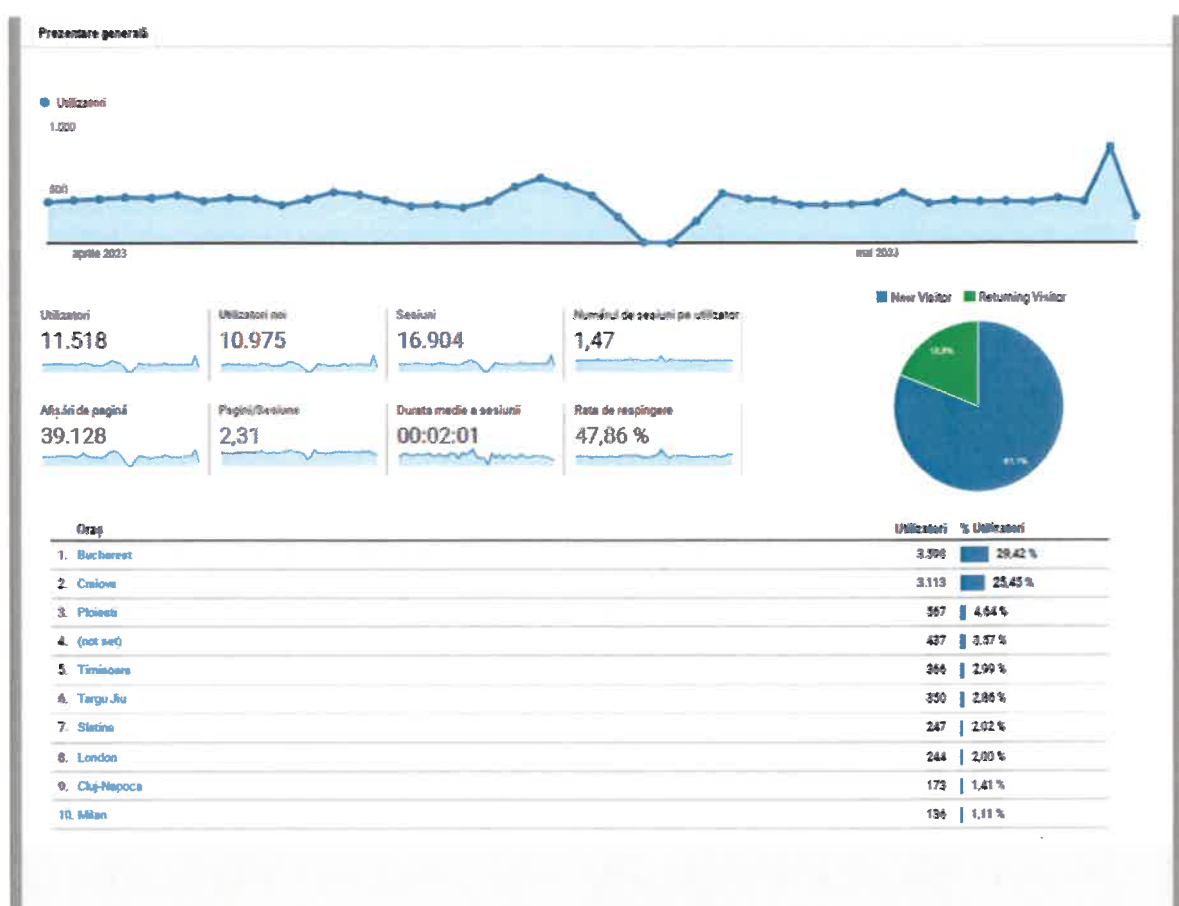 Prezentare generală
Utilizatori
1.000
500
aprilie 2023
mai 2023
New Visitor Returning Visitor
Utilizatori
11.518
Utilizatori noi
10.975
Sesiuni
16.904
Numărul de sesiuni pe utilizator
1,47
Afișări de pagină
39.128
Pagini/Sesiune
2,31
Durata medie a sesiunii
00:02:01
Rata de respingere
47,86 %
Oraș Utilizatori % Utilizatori
1. Bucharest 3.598 29,42 %
2. Craiova 3.113 25,45 %
3. Ploiesti 567 4,64 %
4. (not set) 437 3,57 %
5. Timisoara 366 2,99 %
6. Targu Jiu 350 2,86 %
7. Slatina 247 2,02 %
8. London 244 2,00 %
9. Cluj-Napoca 173 1,41 %
10. Milan 136 1,11 %